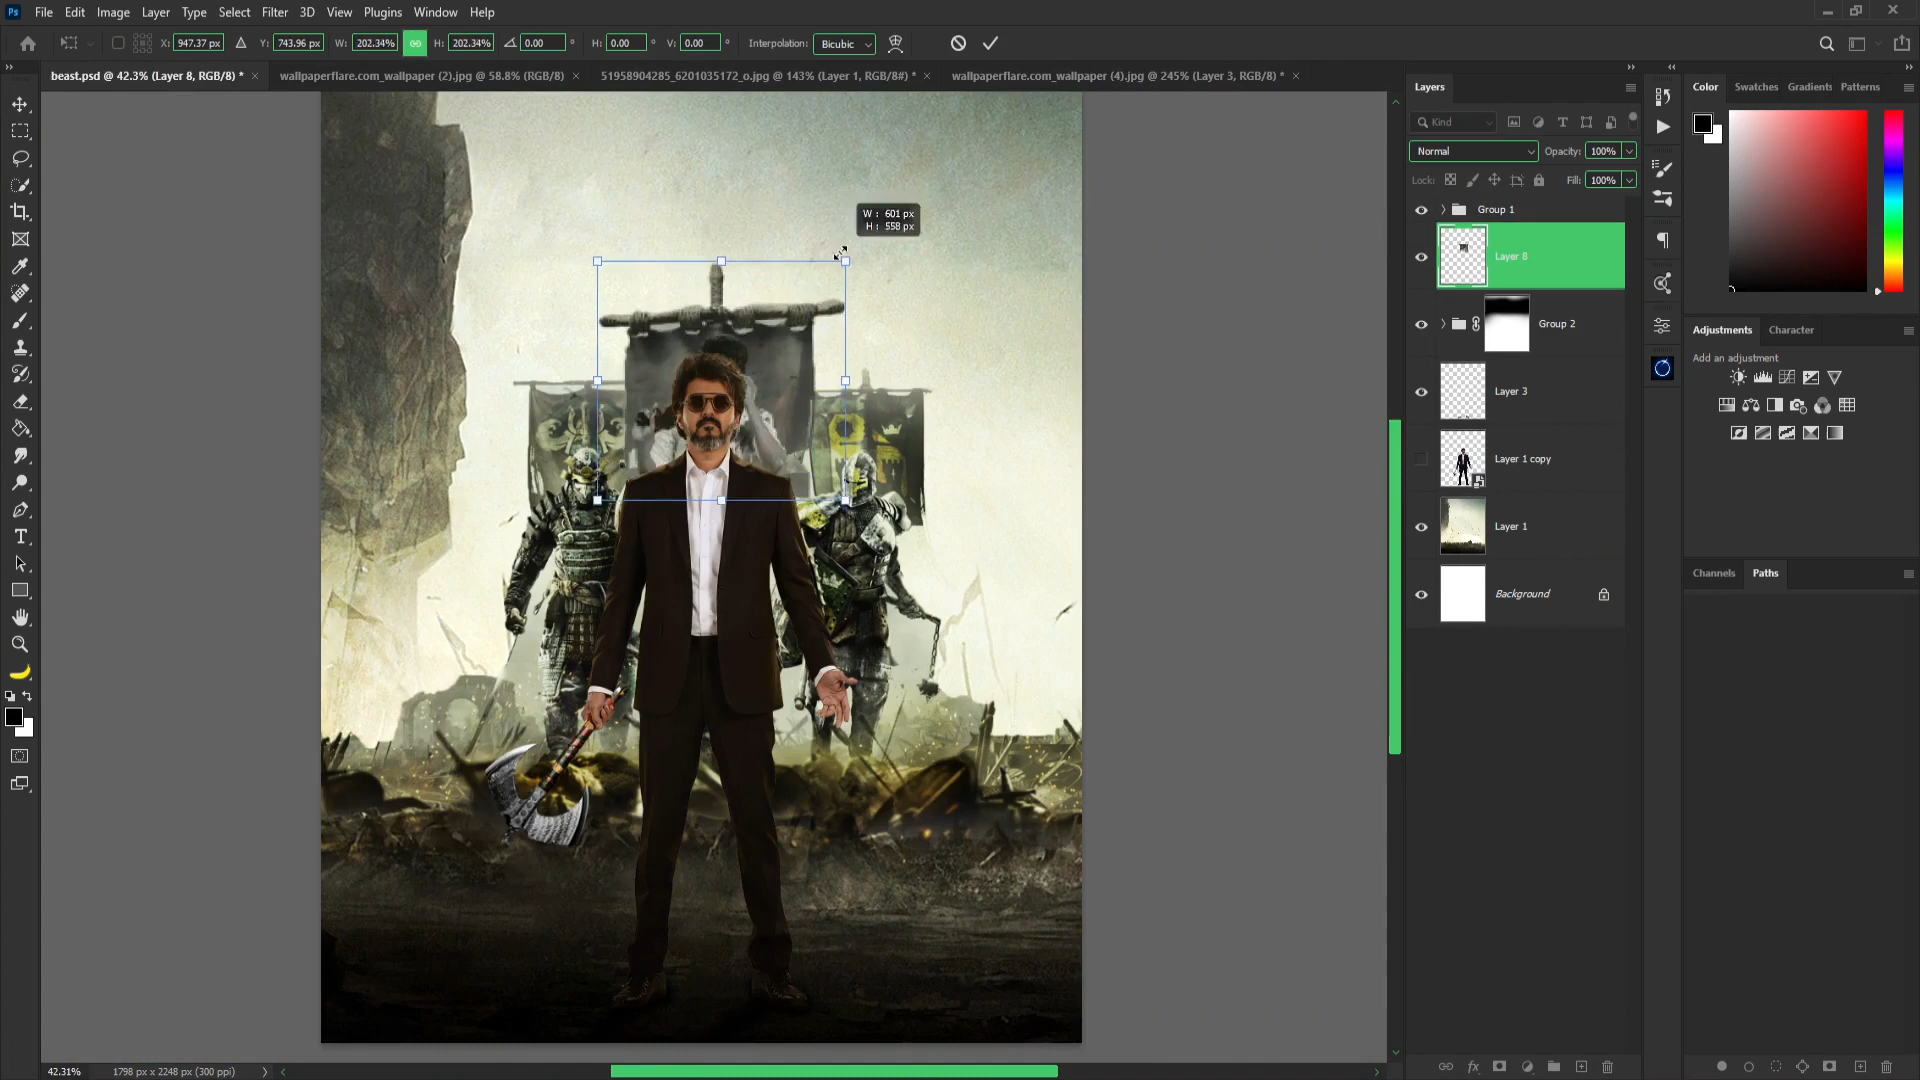 Ps File Edit Image Layer Type Select Filter 3D View Plugins Window Help
X: 947.37 px Y: 743.96 px W: 202.34% H: 202.34% 0.00 ° H: 0.00 ° V: 0.00 ° Interpolation: Bicubic
beast.psd @ 42.3% (Layer 8, RGB/8) * × wallpaperflare.com_wallpaper (2).jpg @ 58.8% (RGB/8) × 51958904285_6201035172_o.jpg @ 143% (Layer 1, RGB/8#) * × wallpaperflare.com_wallpaper (4).jpg @ 245% (Layer 3, RGB/8) * ×
W : 601 px
H : 558 px
Layers
Kind
Normal Opacity: 100%
Lock: Fill: 100%
Group 1
Layer 8
Group 2
Layer 3
Layer 1 copy
Layer 1
Background
Color Swatches Gradients Patterns
Adjustments Character
Add an adjustment
Channels Paths
42.31% 1798 px x 2248 px (300 ppi)